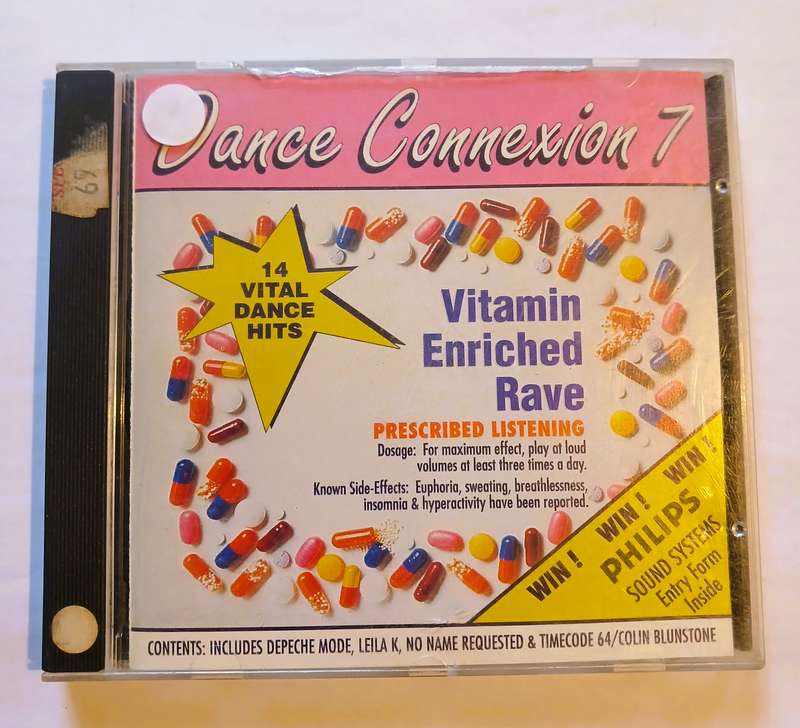 Dance Connexion 7
69
14
VITAL
DANCE
HITS
Vitamin
Enriched
Rave
PRESCRIBED LISTENING
Dosage: For maximum effect, play at loud
volumes at least three times a day.
Known Side-Effects: Euphoria, sweating, breathlessness,
insomnia & hyperactivity have been reported.
WIN! WIN! WIN!
PHILIPS
SOUND SYSTEMS
Entry Form
Inside
CONTENTS: INCLUDES DEPECHE MODE, LEILA K, NO NAME REQUESTED & TIMECODE 64/COLIN BLUNSTONE